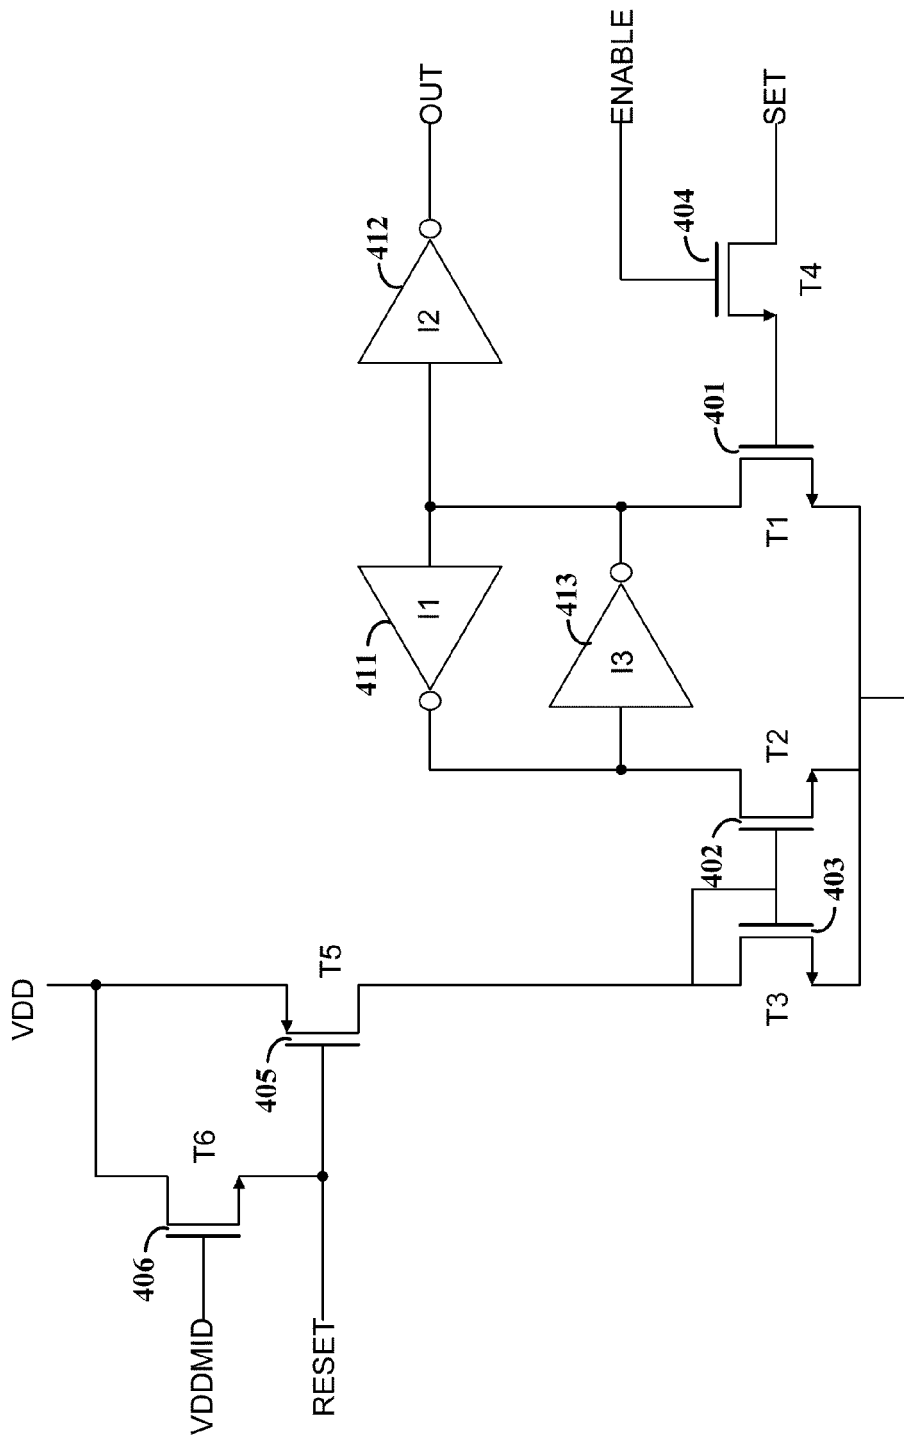 VDD
VDDMID
406
T6
RESET
405
T5
411
I1
I2
412
OUT
413
I3
ENABLE
404
SET
T4
401
T1
T2
402
403
T3